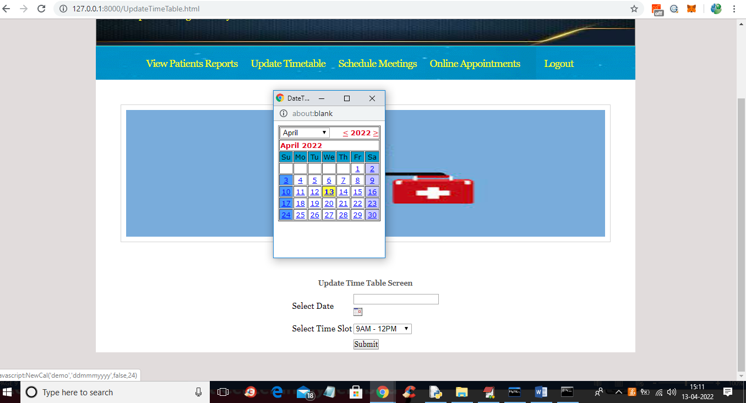 127.0.0.1:8000/UpdateTimeTable.html
View Patients Reports Update Timetable Schedule Meetings Online Appointments Logout
DateT...
about:blank
April < 2022 >
April 2022
Su Mo Tu We Th Fr Sa
1 2
3 4 5 6 7 8 9
10 11 12 13 14 15 16
17 18 19 20 21 22 23
24 25 26 27 28 29 30
Update Time Table Screen
Select Date
Select Time Slot 9AM - 12PM
Submit
avascript:NewCal('demo','ddmmmyyyy',false,24)
Type here to search
18
15:11
13-04-2022